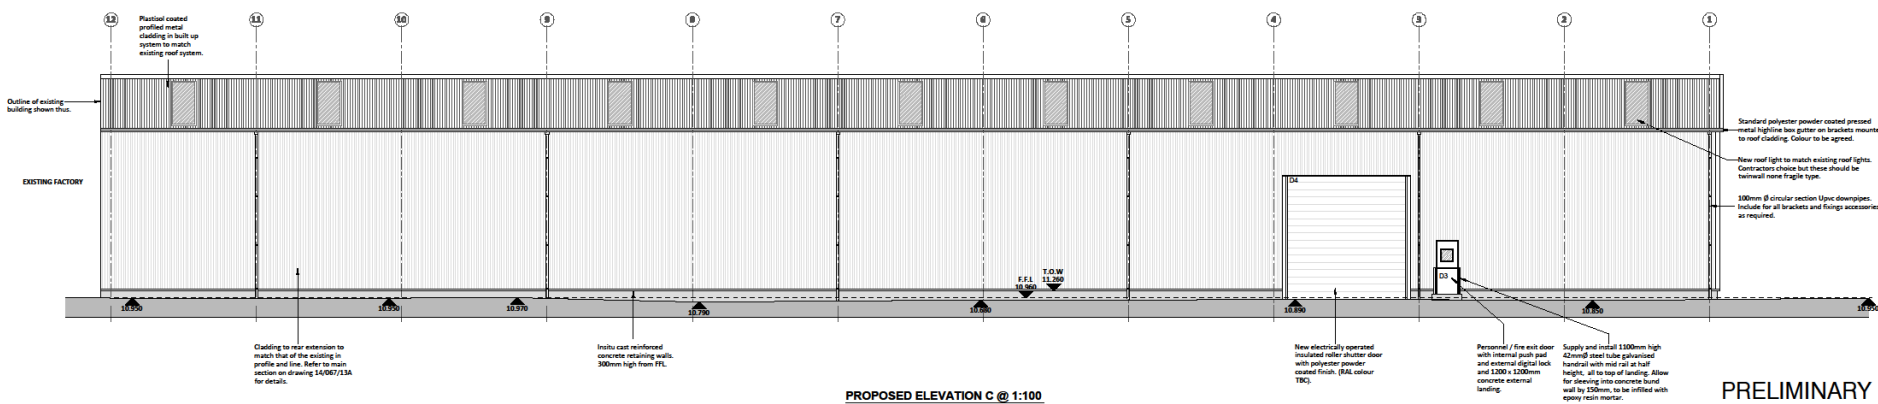 12 11 10 9 8 7 6 5 4 3 2 1
Plastisol coated
profiled metal
cladding in built up
system to match
existing roof system.
Outline of existing
building shown thus.
EXISTING FACTORY
Standard polyester powder coated pressed
metal highline box gutter on brackets mounte
to roof cladding. Colour to be agreed.
New roof light to match existing roof lights.
Contractors choice but these should be
twinwall none fragile type.
100mm Ø circular section Upvc downpipes.
Include for all brackets and fixings accessories
as required.
D4
D3
F.F.L
10.960
T.O.W
11.260
10.950
10.950
10.970
10.790
10.680
10.890
10.850
10.950
Cladding to rear extension to
match that of the existing in
profile and line. Refer to main
section on drawing 14/067/13A
for details.
Insitu cast reinforced
concrete retaining walls.
300mm high from FFL.
New electrically operated
insulated roller shutter door
with polyester powder
coated finish. (RAL colour
TBC).
Personnel / fire exit door
with internal push pad
and external digital lock
and 1200 x 1200mm
concrete external
landing.
Supply and install 1100mm high
42mmØ steel tube galvanised
handrail with mid rail at half
height, all to top of landing. Allow
for sleeving into concrete bund
wall by 150mm, to be infilled with
epoxy resin mortar.
PROPOSED ELEVATION C @ 1:100
PRELIMINARY